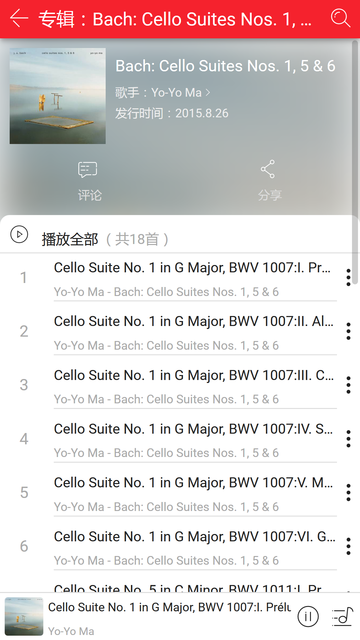 专辑：Bach: Cello Suites Nos. 1, ...
Bach: Cello Suites Nos. 1, 5 & 6
歌手：Yo-Yo Ma
发行时间：2015.8.26
评论
分享
播放全部（共18首）
1
Cello Suite No. 1 in G Major, BWV 1007:I. Pr...
Yo-Yo Ma - Bach: Cello Suites Nos. 1, 5 & 6
2
Cello Suite No. 1 in G Major, BWV 1007:II. Al...
Yo-Yo Ma - Bach: Cello Suites Nos. 1, 5 & 6
3
Cello Suite No. 1 in G Major, BWV 1007:III. C...
Yo-Yo Ma - Bach: Cello Suites Nos. 1, 5 & 6
4
Cello Suite No. 1 in G Major, BWV 1007:IV. S...
Yo-Yo Ma - Bach: Cello Suites Nos. 1, 5 & 6
5
Cello Suite No. 1 in G Major, BWV 1007:V. M...
Yo-Yo Ma - Bach: Cello Suites Nos. 1, 5 & 6
6
Cello Suite No. 1 in G Major, BWV 1007:VI. G...
Yo-Yo Ma - Bach: Cello Suites Nos. 1, 5 & 6
Cello Suite No. 5 in C Minor, BWV 1011:I. Pr...
Cello Suite No. 1 in G Major, BWV 1007:I. Prélu
Yo-Yo Ma